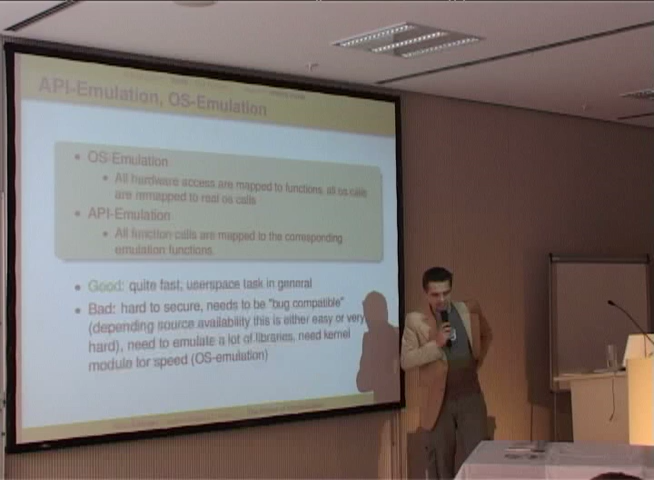 API-Emulation, OS-Emulation
• OS-Emulation
• All hardware access are mapped to functions, all os calls
are remapped to real os calls
• API-Emulation
• All function calls are mapped to the corresponding
emulation functions.
• Good: quite fast, userspace task in general
• Bad: hard to secure, needs to be "bug compatible"
(depending source availability this is either easy or very
hard), need to emulate a lot of libraries, need kernel
module for speed (OS-emulation)